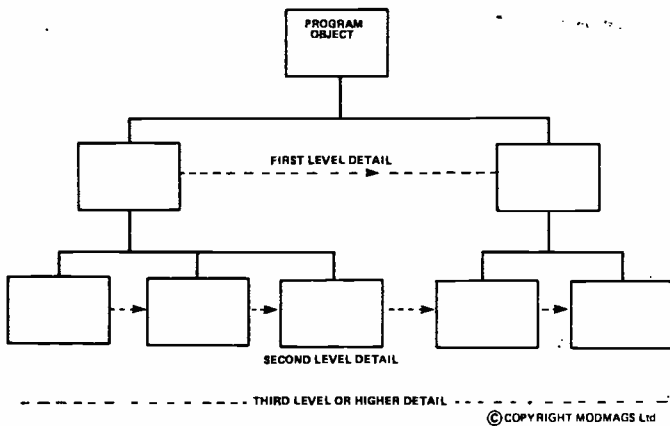 PROGRAM
OBJECT
FIRST LEVEL DETAIL
SECOND LEVEL DETAIL
THIRD LEVEL OR HIGHER DETAIL
© COPYRIGHT MODMAGS Ltd